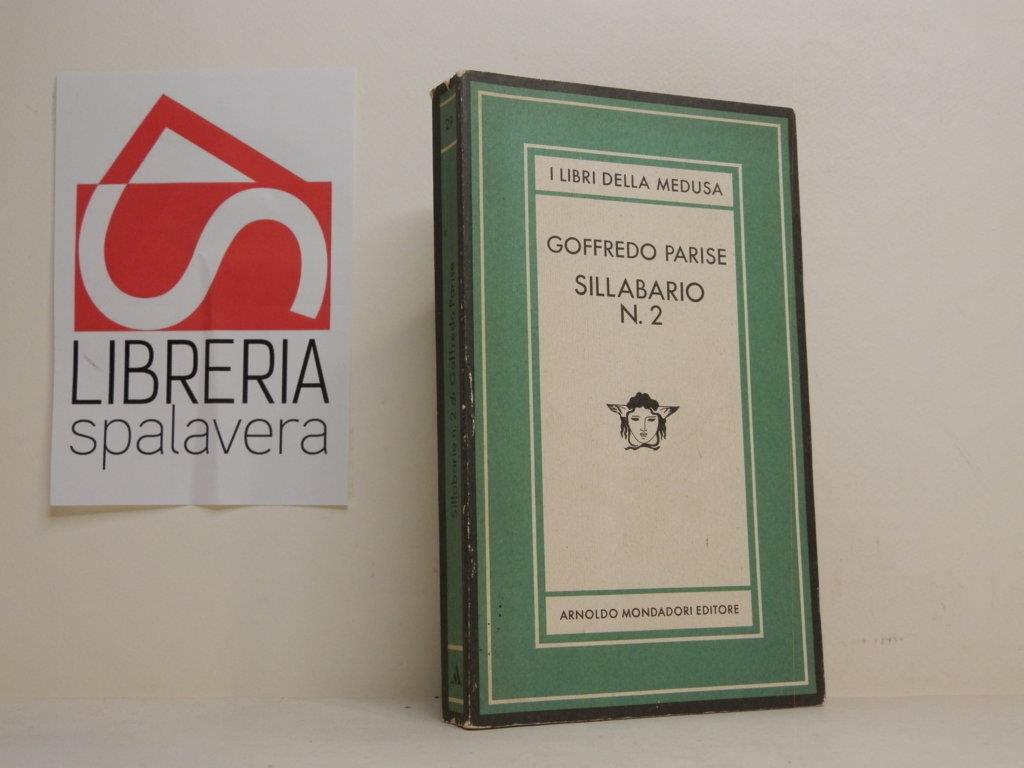 LIBRERIA
spalavera
I LIBRI DELLA MEDUSA
GOFFREDO PARISE
SILLABARIO
N. 2
ARNOLDO MONDADORI EDITORE
Sillabario n. 2 di Goffredo Parise